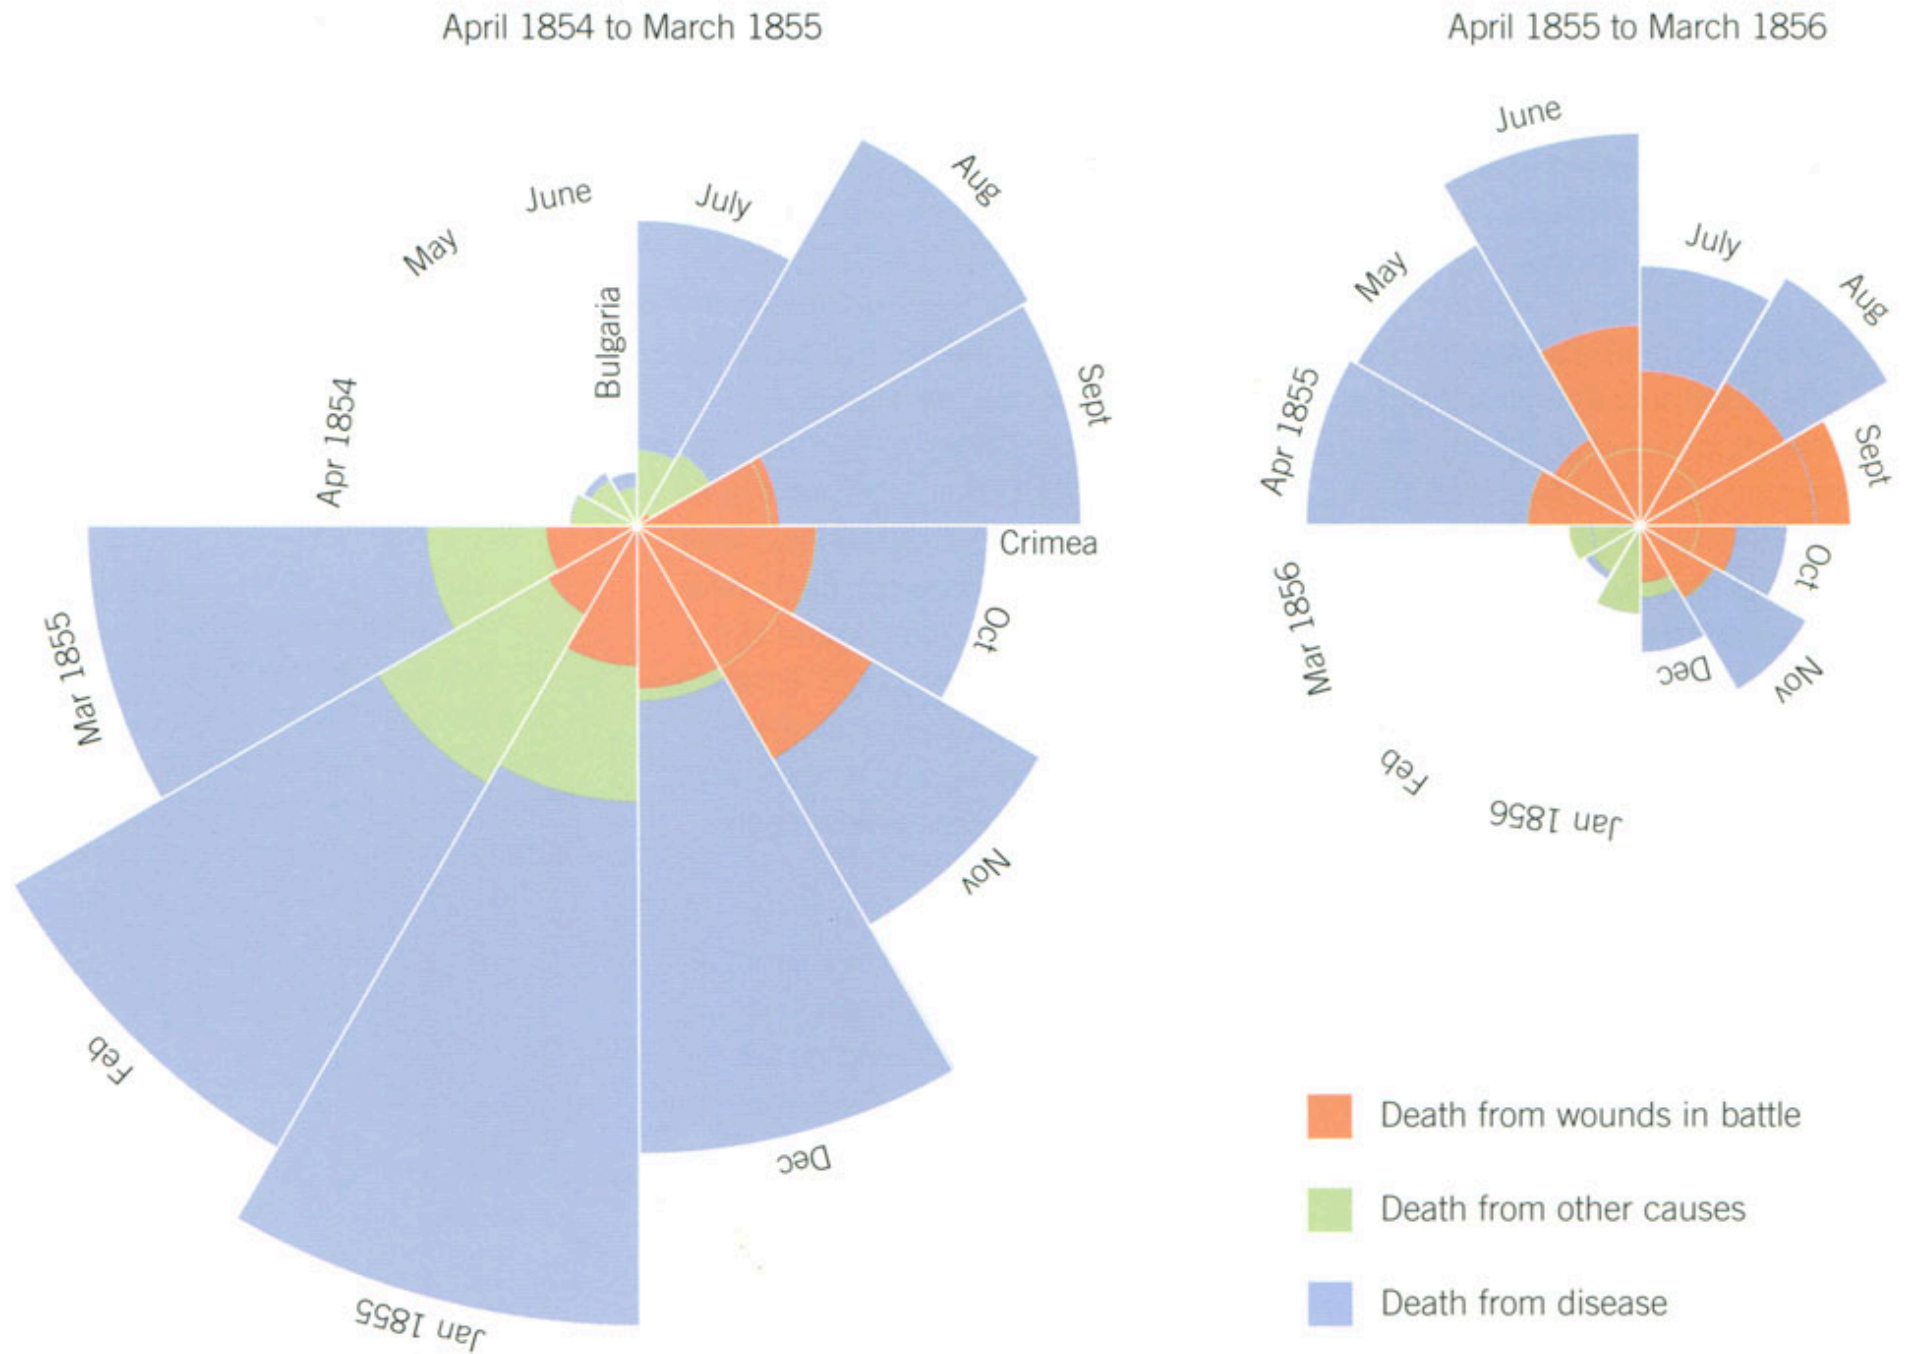 April 1854 to March 1855
Apr 1854
May
June
July
Aug
Sept
Oct
Nov
Dec
Jan 1855
Feb
Mar 1855
Bulgaria
Crimea
April 1855 to March 1856
Apr 1855
May
June
July
Aug
Sept
Oct
Nov
Dec
Jan 1856
Feb
Mar 1856
Death from wounds in battle
Death from other causes
Death from disease